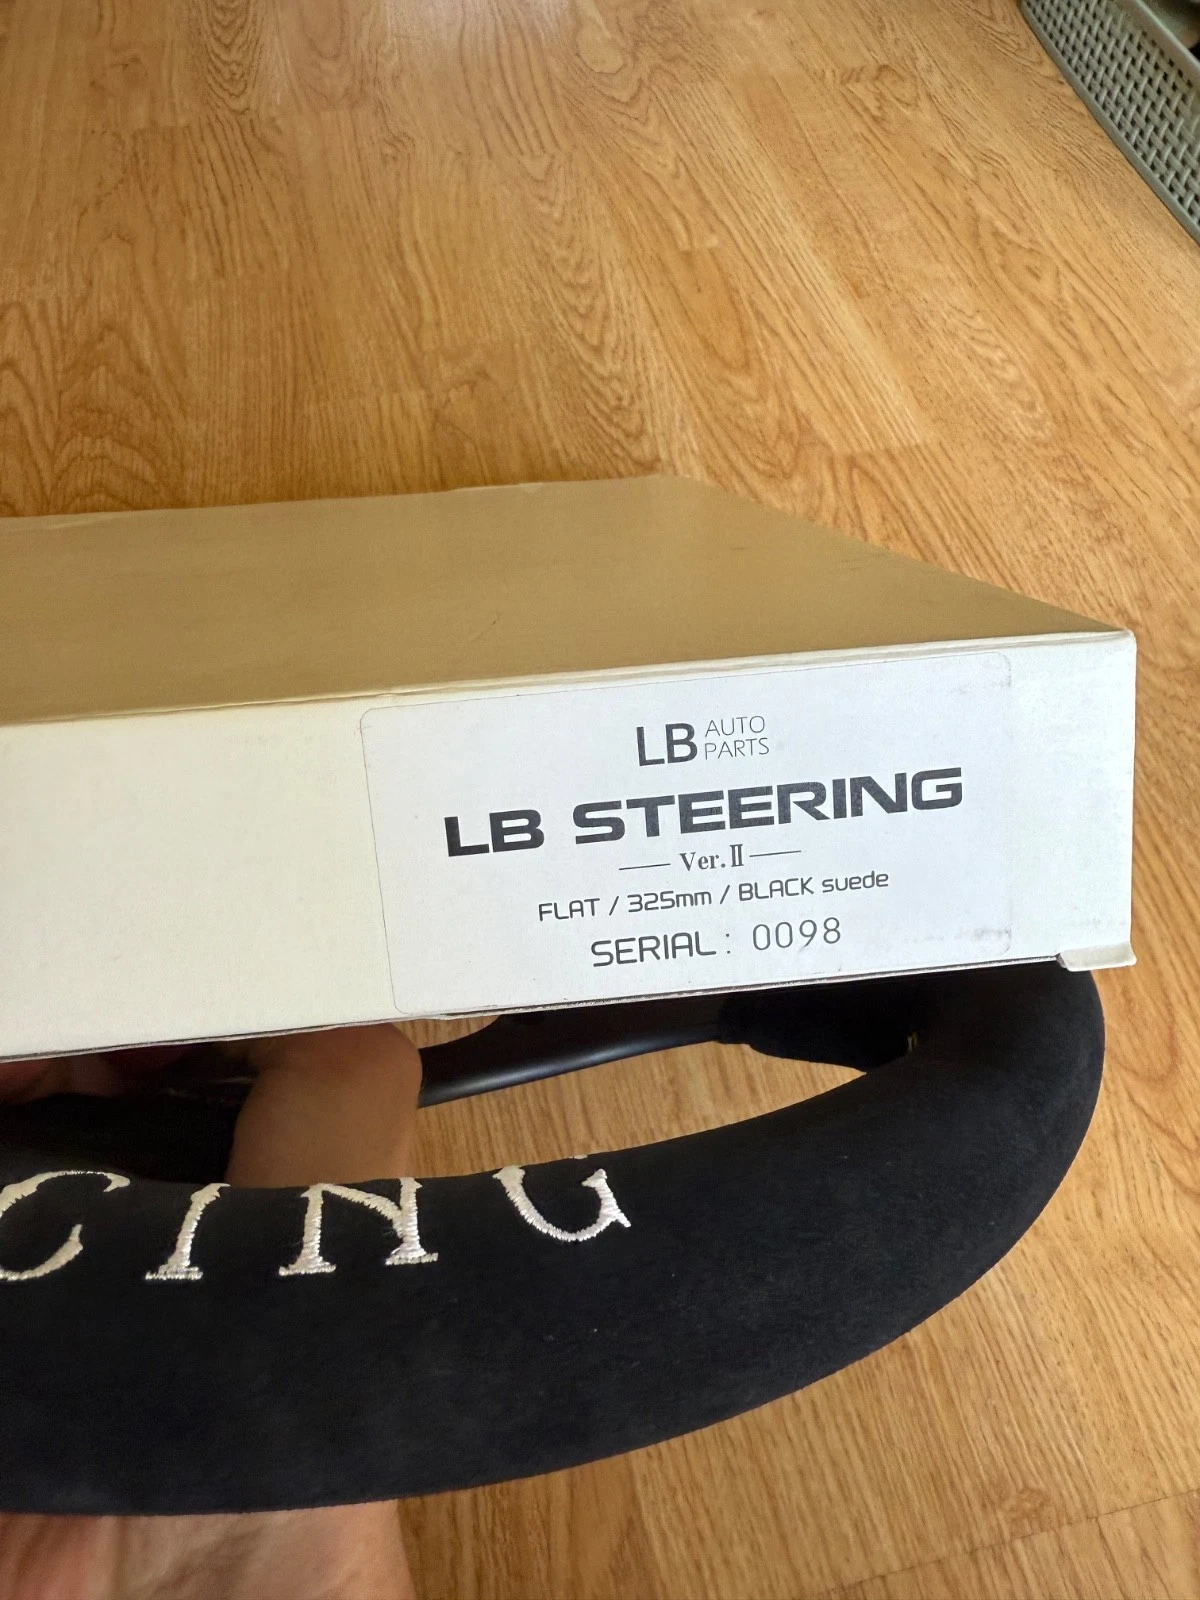 LB AUTO
PARTS
LB STEERING
Ver.Ⅱ
FLAT / 325mm / BLACK suede
SERIAL: 0098
CING